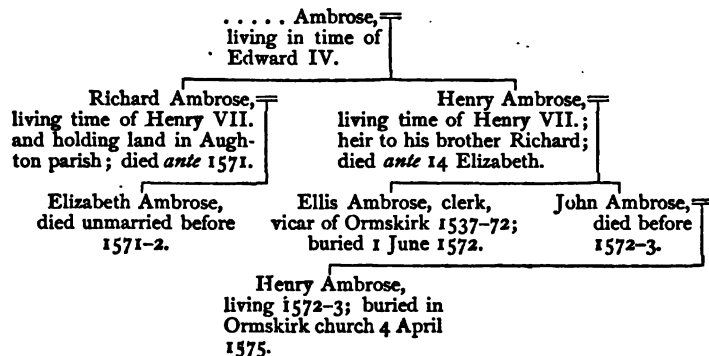 . . . . . Ambrose,
living in time of
Edward IV.
Richard Ambrose,
living time of Henry VII.
and holding land in Augh-
ton parish; died ante 1571.
Henry Ambrose,
living time of Henry VII.;
heir to his brother Richard;
died ante 14 Elizabeth.
Elizabeth Ambrose,
died unmarried before
1571–2.
Ellis Ambrose, clerk,
vicar of Ormskirk 1537–72;
buried 1 June 1572.
John Ambrose,
died before
1572–3.
Henry Ambrose,
living 1572–3; buried in
Ormskirk church 4 April
1575.